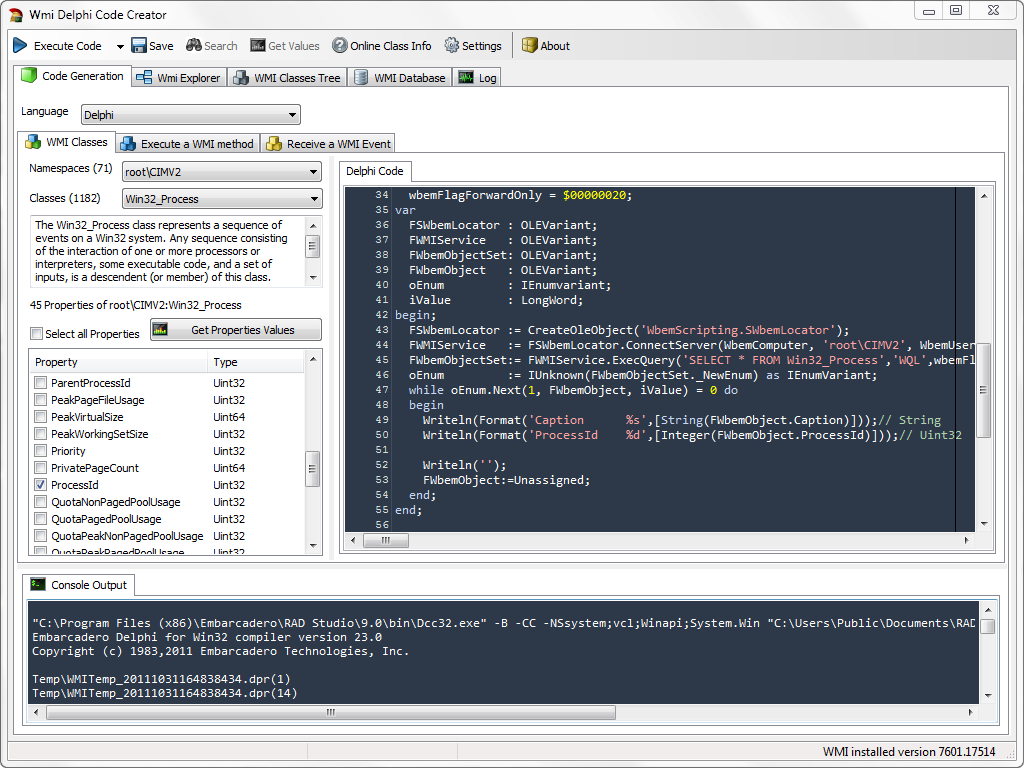 Wmi Delphi Code Creator
Execute Code Save Search Get Values Online Class Info Settings About
Code Generation Wmi Explorer WMI Classes Tree WMI Database Log
Language Delphi
WMI Classes Execute a WMI method Receive a WMI Event
Namespaces (71) root\CIMV2
Classes (1182) Win32_Process
The Win32_Process class represents a sequence of
events on a Win32 system. Any sequence consisting
of the interaction of one or more processors or
interpreters, some executable code, and a set of
inputs, is a descendent (or member) of this class.
45 Properties of root\CIMV2:Win32_Process
Select all Properties Get Properties Values
Property Type
ParentProcessId Uint32
PeakPageFileUsage Uint32
PeakVirtualSize Uint64
PeakWorkingSetSize Uint32
Priority Uint32
PrivatePageCount Uint64
ProcessId Uint32
QuotaNonPagedPoolUsage Uint32
QuotaPagedPoolUsage Uint32
QuotaPeakNonPagedPoolUsage Uint32
QuotaPeakPagedPoolUsage Uint32
Delphi Code
34 wbemFlagForwardOnly = $00000020;
35 var
36 FSWbemLocator : OLEVariant;
37 FWMIService : OLEVariant;
38 FWbemObjectSet: OLEVariant;
39 FWbemObject : OLEVariant;
40 oEnum : IEnumvariant;
41 iValue : LongWord;
42 begin;
43 FSWbemLocator := CreateOleObject('WbemScripting.SWbemLocator');
44 FWMIService := FSWbemLocator.ConnectServer(WbemComputer, 'root\CIMV2', WbemUser
45 FWbemObjectSet:= FWMIService.ExecQuery('SELECT * FROM Win32_Process','WQL',wbemFl
46 oEnum := IUnknown(FWbemObjectSet._NewEnum) as IEnumVariant;
47 while oEnum.Next(1, FWbemObject, iValue) = 0 do
48 begin
49 Writeln(Format('Caption %s',[String(FWbemObject.Caption)]));// String
50 Writeln(Format('ProcessId %d',[Integer(FWbemObject.ProcessId)]));// Uint32
51
52 Writeln('');
53 FWbemObject:=Unassigned;
54 end;
55 end;
56
Console Output
"C:\Program Files (x86)\Embarcadero\RAD Studio\9.0\bin\Dcc32.exe" -B -CC -NSsystem;vcl;Winapi;System.Win "C:\Users\Public\Documents\RAD
Embarcadero Delphi for Win32 compiler version 23.0
Copyright (c) 1983,2011 Embarcadero Technologies, Inc.
Temp\WMITemp_20111031164838434.dpr(1)
Temp\WMITemp_20111031164838434.dpr(14)
WMI installed version 7601.17514